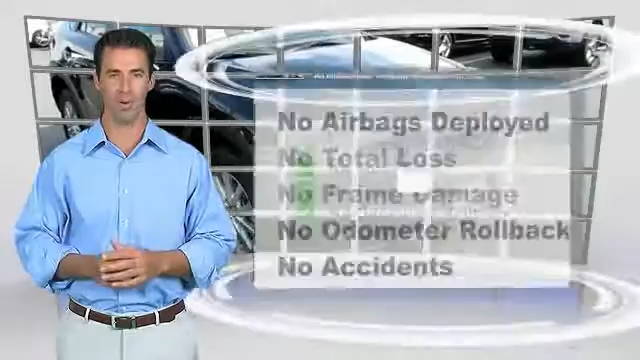 No Airbags Deployed
No Total Loss
No Frame Damage
No Odometer Rollback
No Accidents